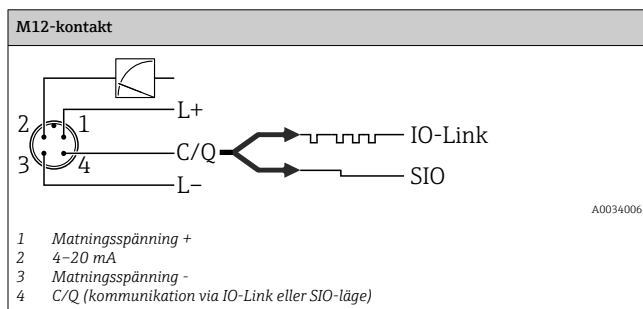 M12-kontakt
L+
2 1
C/Q
IO-Link
3 4
L–
SIO
A0034006
1 Matningsspänning +
2 4–20 mA
3 Matningsspänning -
4 C/Q (kommunikation via IO-Link eller SIO-läge)